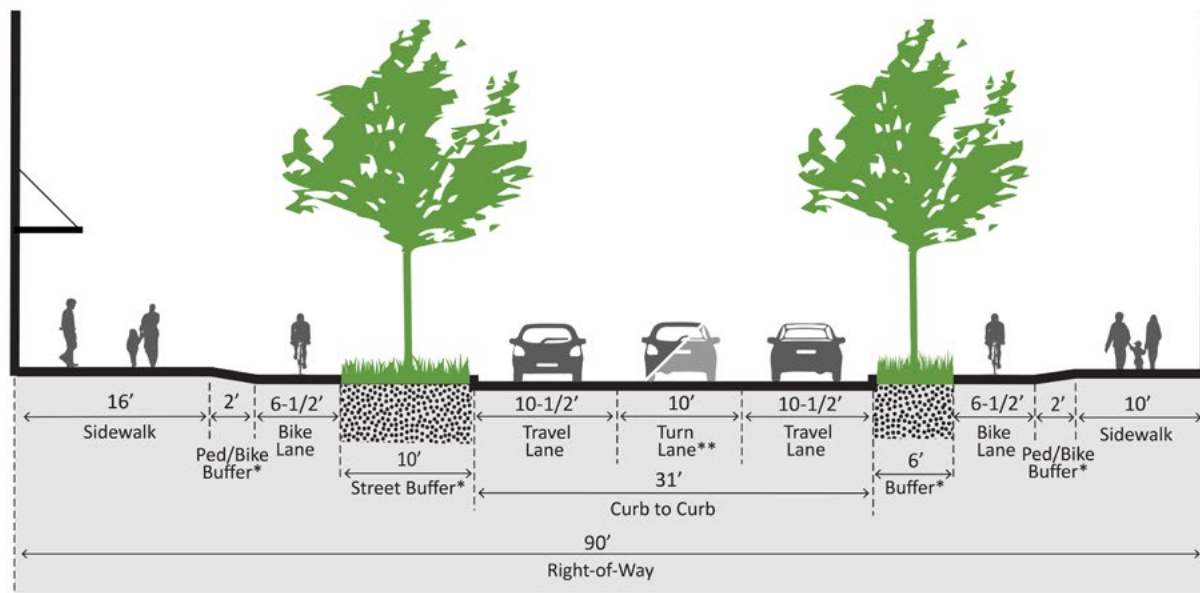 16’
Sidewalk
2’
Ped/Bike
Buffer*
6-1/2’
Bike
Lane
10’
Street Buffer*
10-1/2’
Travel
Lane
10’
Turn
Lane**
10-1/2’
Travel
Lane
31’
Curb to Curb
6’
Buffer*
6-1/2’
Bike
Lane
2’
Ped/Bike
Buffer*
10’
Sidewalk
90’
Right-of-Way